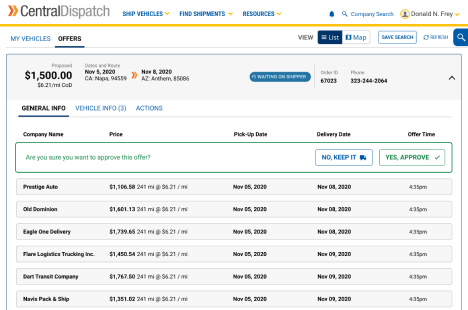 CentralDispatch
SHIP VEHICLES FIND SHIPMENTS RESOURCES Company Search Donald N. Frey
MY VEHICLES OFFERS VIEW List Map SAVE SEARCH REFRESH
Proposed
$1,500.00
$6.21/mi CoD
Dates and Route
Nov 5, 2020
CA: Napa, 94559
Nov 8, 2020
AZ: Anthem, 85086
WAITING ON SHIPPER
Order ID
67023
Phone
323-244-2064
GENERAL INFO VEHICLE INFO (3) ACTIONS
Company Name Price Pick-Up Date Delivery Date Offer Time
Are you sure you want to approve this offer? NO, KEEP IT YES, APPROVE
Prestige Auto $1,106.58 241 mi @ $6.21 / mi Nov 05, 2020 Nov 08, 2020 4:35pm
Old Dominion $1,601.13 241 mi @ $6.21 / mi Nov 05, 2020 Nov 08, 2020 4:35pm
Eagle One Delivery $1,739.65 241 mi @ $6.21 / mi Nov 05, 2020 Nov 08, 2020 4:35pm
Flare Logistics Trucking Inc. $1,450.54 241 mi @ $6.21 / mi Nov 05, 2020 Nov 09, 2020 4:35pm
Dart Transit Company $1,767.50 241 mi @ $6.21 / mi Nov 05, 2020 Nov 09, 2020 4:35pm
Navis Pack & Ship $1,351.02 241 mi @ $6.21 / mi Nov 05, 2020 Nov 09, 2020 4:35pm